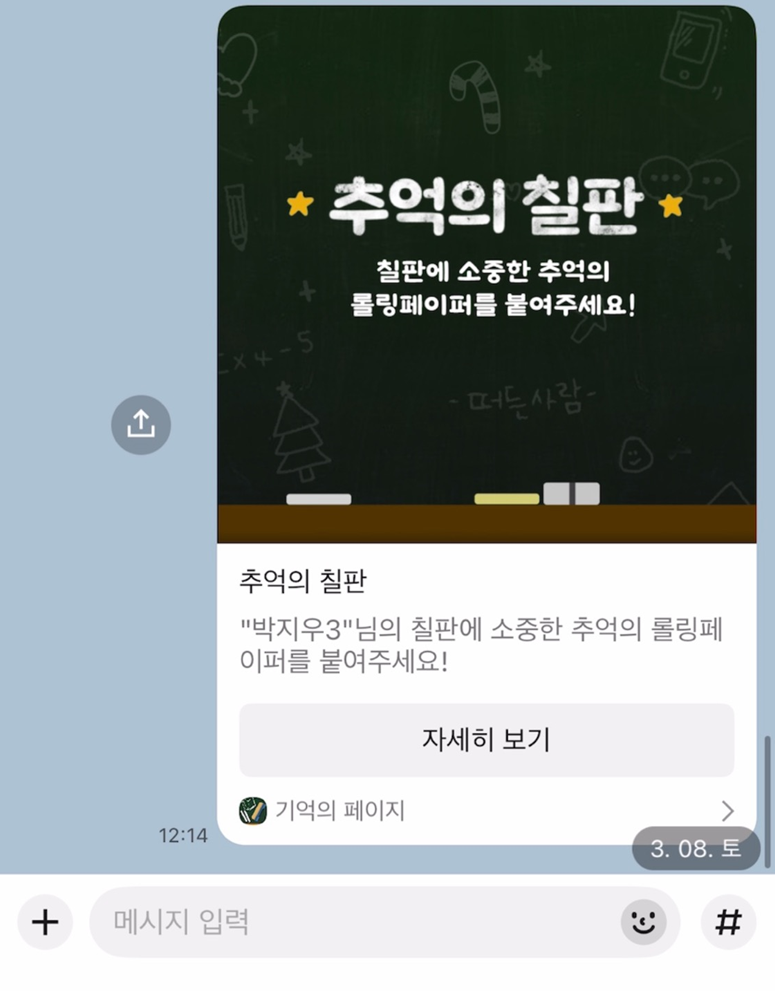 추억의 칠판
칠판에 소중한 추억의
롤링페이퍼를 붙여주세요!
x4-5
-떠든사람-
추억의 칠판
"박지우3"님의 칠판에 소중한 추억의 롤링페
이퍼를 붙여주세요!
자세히 보기
기억의 페이지
12:14
3. 08. 토
메시지 입력
#